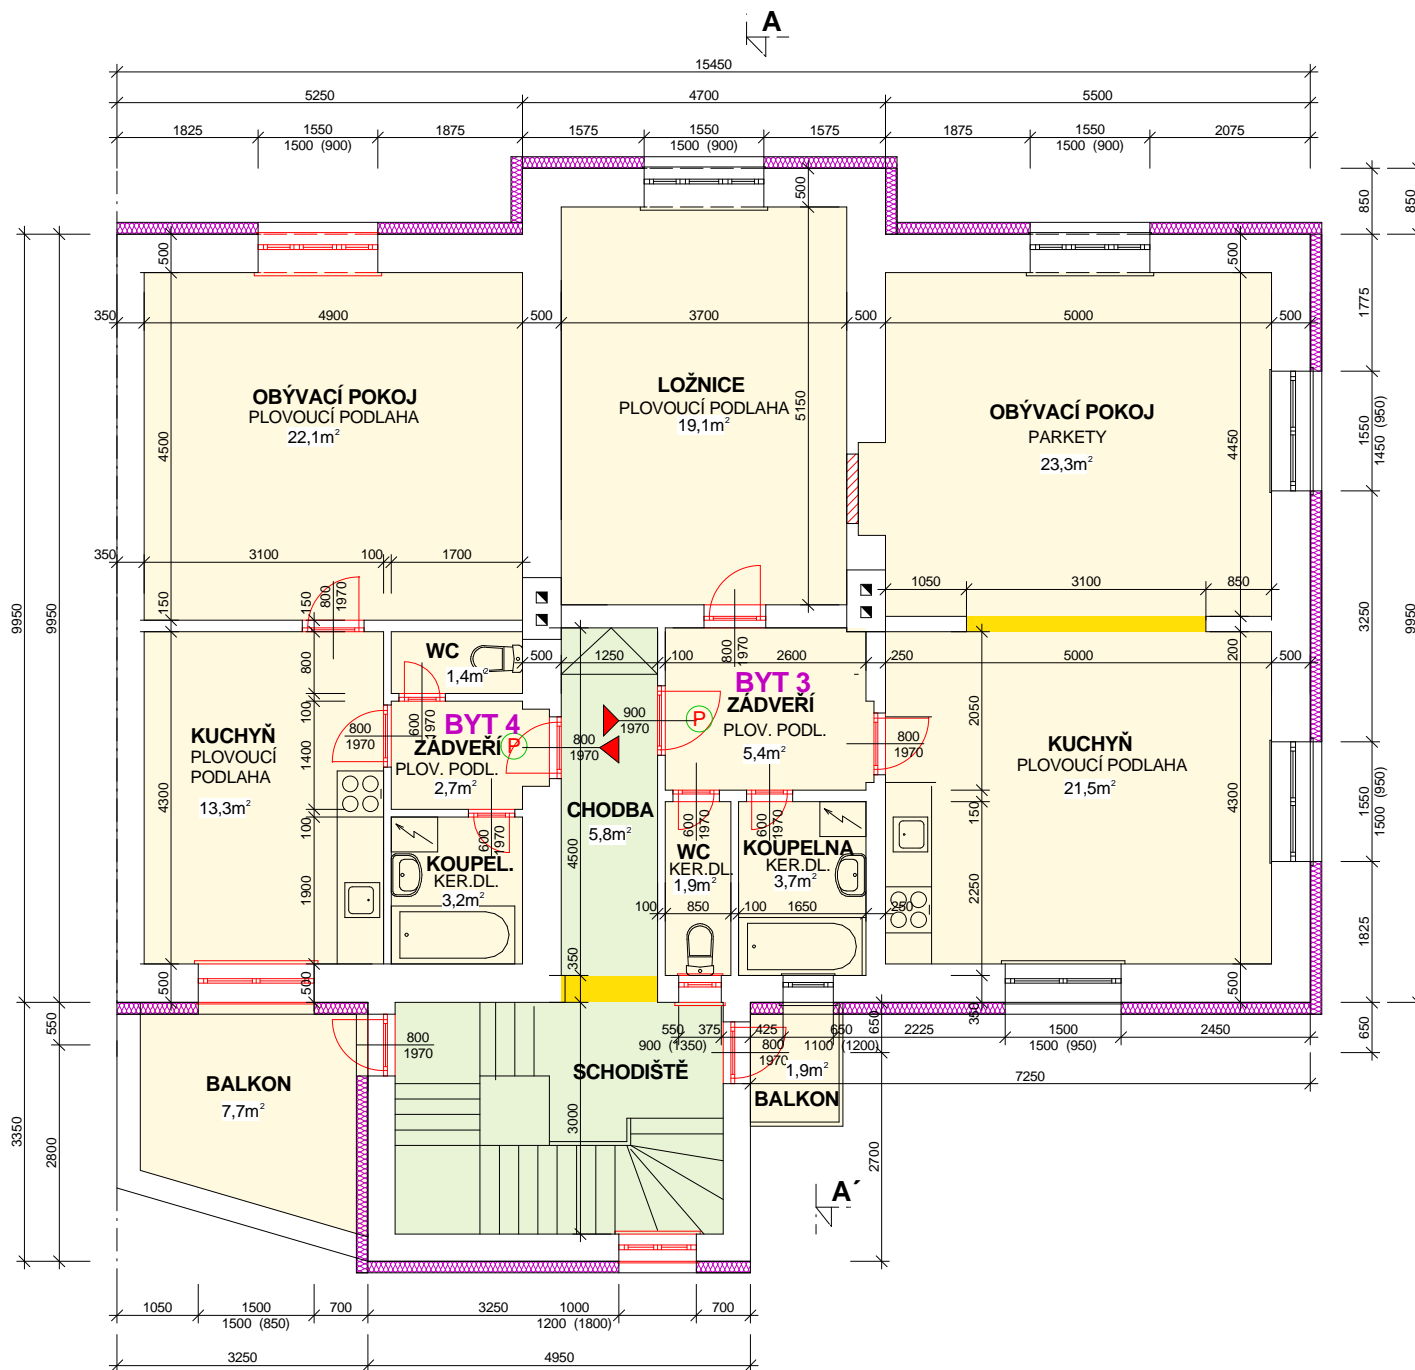 A
15450
5250 4700 5500
1825 1550 1875 1575 1550 1575 1875 1550 2075
1500 (900) 1500 (900) 1500 (900)
500
850 850
500 500
1775
350 4900 500 3700 500 5000 500
OBÝVACÍ POKOJ
PLOVOUCÍ PODLAHA
22,1m²
LOŽNICE
PLOVOUCÍ PODLAHA
19,1m²
OBÝVACÍ POKOJ
PARKETY
23,3m²
4500
5150
4450
1550
1450 (950)
350 3100 100 1700
1050 3100 850
150 150
800
1970
9950 9950
3250
9950
WC
1,4m²
500 1250 100 800
1970
2600 250 5000 200 500
800
100
1400
BYT 4
ZÁDVEŘÍ
PLOV. PODL.
2,7m²
600
1970
800
1970
800
1970
900
1970
P
P
BYT 3
ZÁDVEŘÍ
PLOV. PODL.
5,4m²
800
1970
2050
KUCHYŇ
PLOVOUCÍ
PODLAHA
13,3m²
KUCHYŇ
PLOVOUCÍ PODLAHA
21,5m²
4300
4300
1550
1500 (950)
CHODBA
5,8m²
4500
100
1900
600
1970
KOUPEL.
KER.DL.
3,2m²
600
1970
WC
KER.DL.
1,9m²
600
1970
KOUPELNA
KER.DL.
3,7m²
150
2250
100 850 100 1650 250
1825
500 500 350 350 500
550
800
1970
550 375 425 650 650 2225 1500 2450
900 (1350) 800
1970
1100 (1200) 1500 (950)
650
SCHODIŠTĚ
1,9m²
BALKON
7250
BALKON
7,7m²
3350 2800
3000
2700
A´
1050 1500 700 3250 1000 700
1500 (850) 1200 (1800)
3250 4950